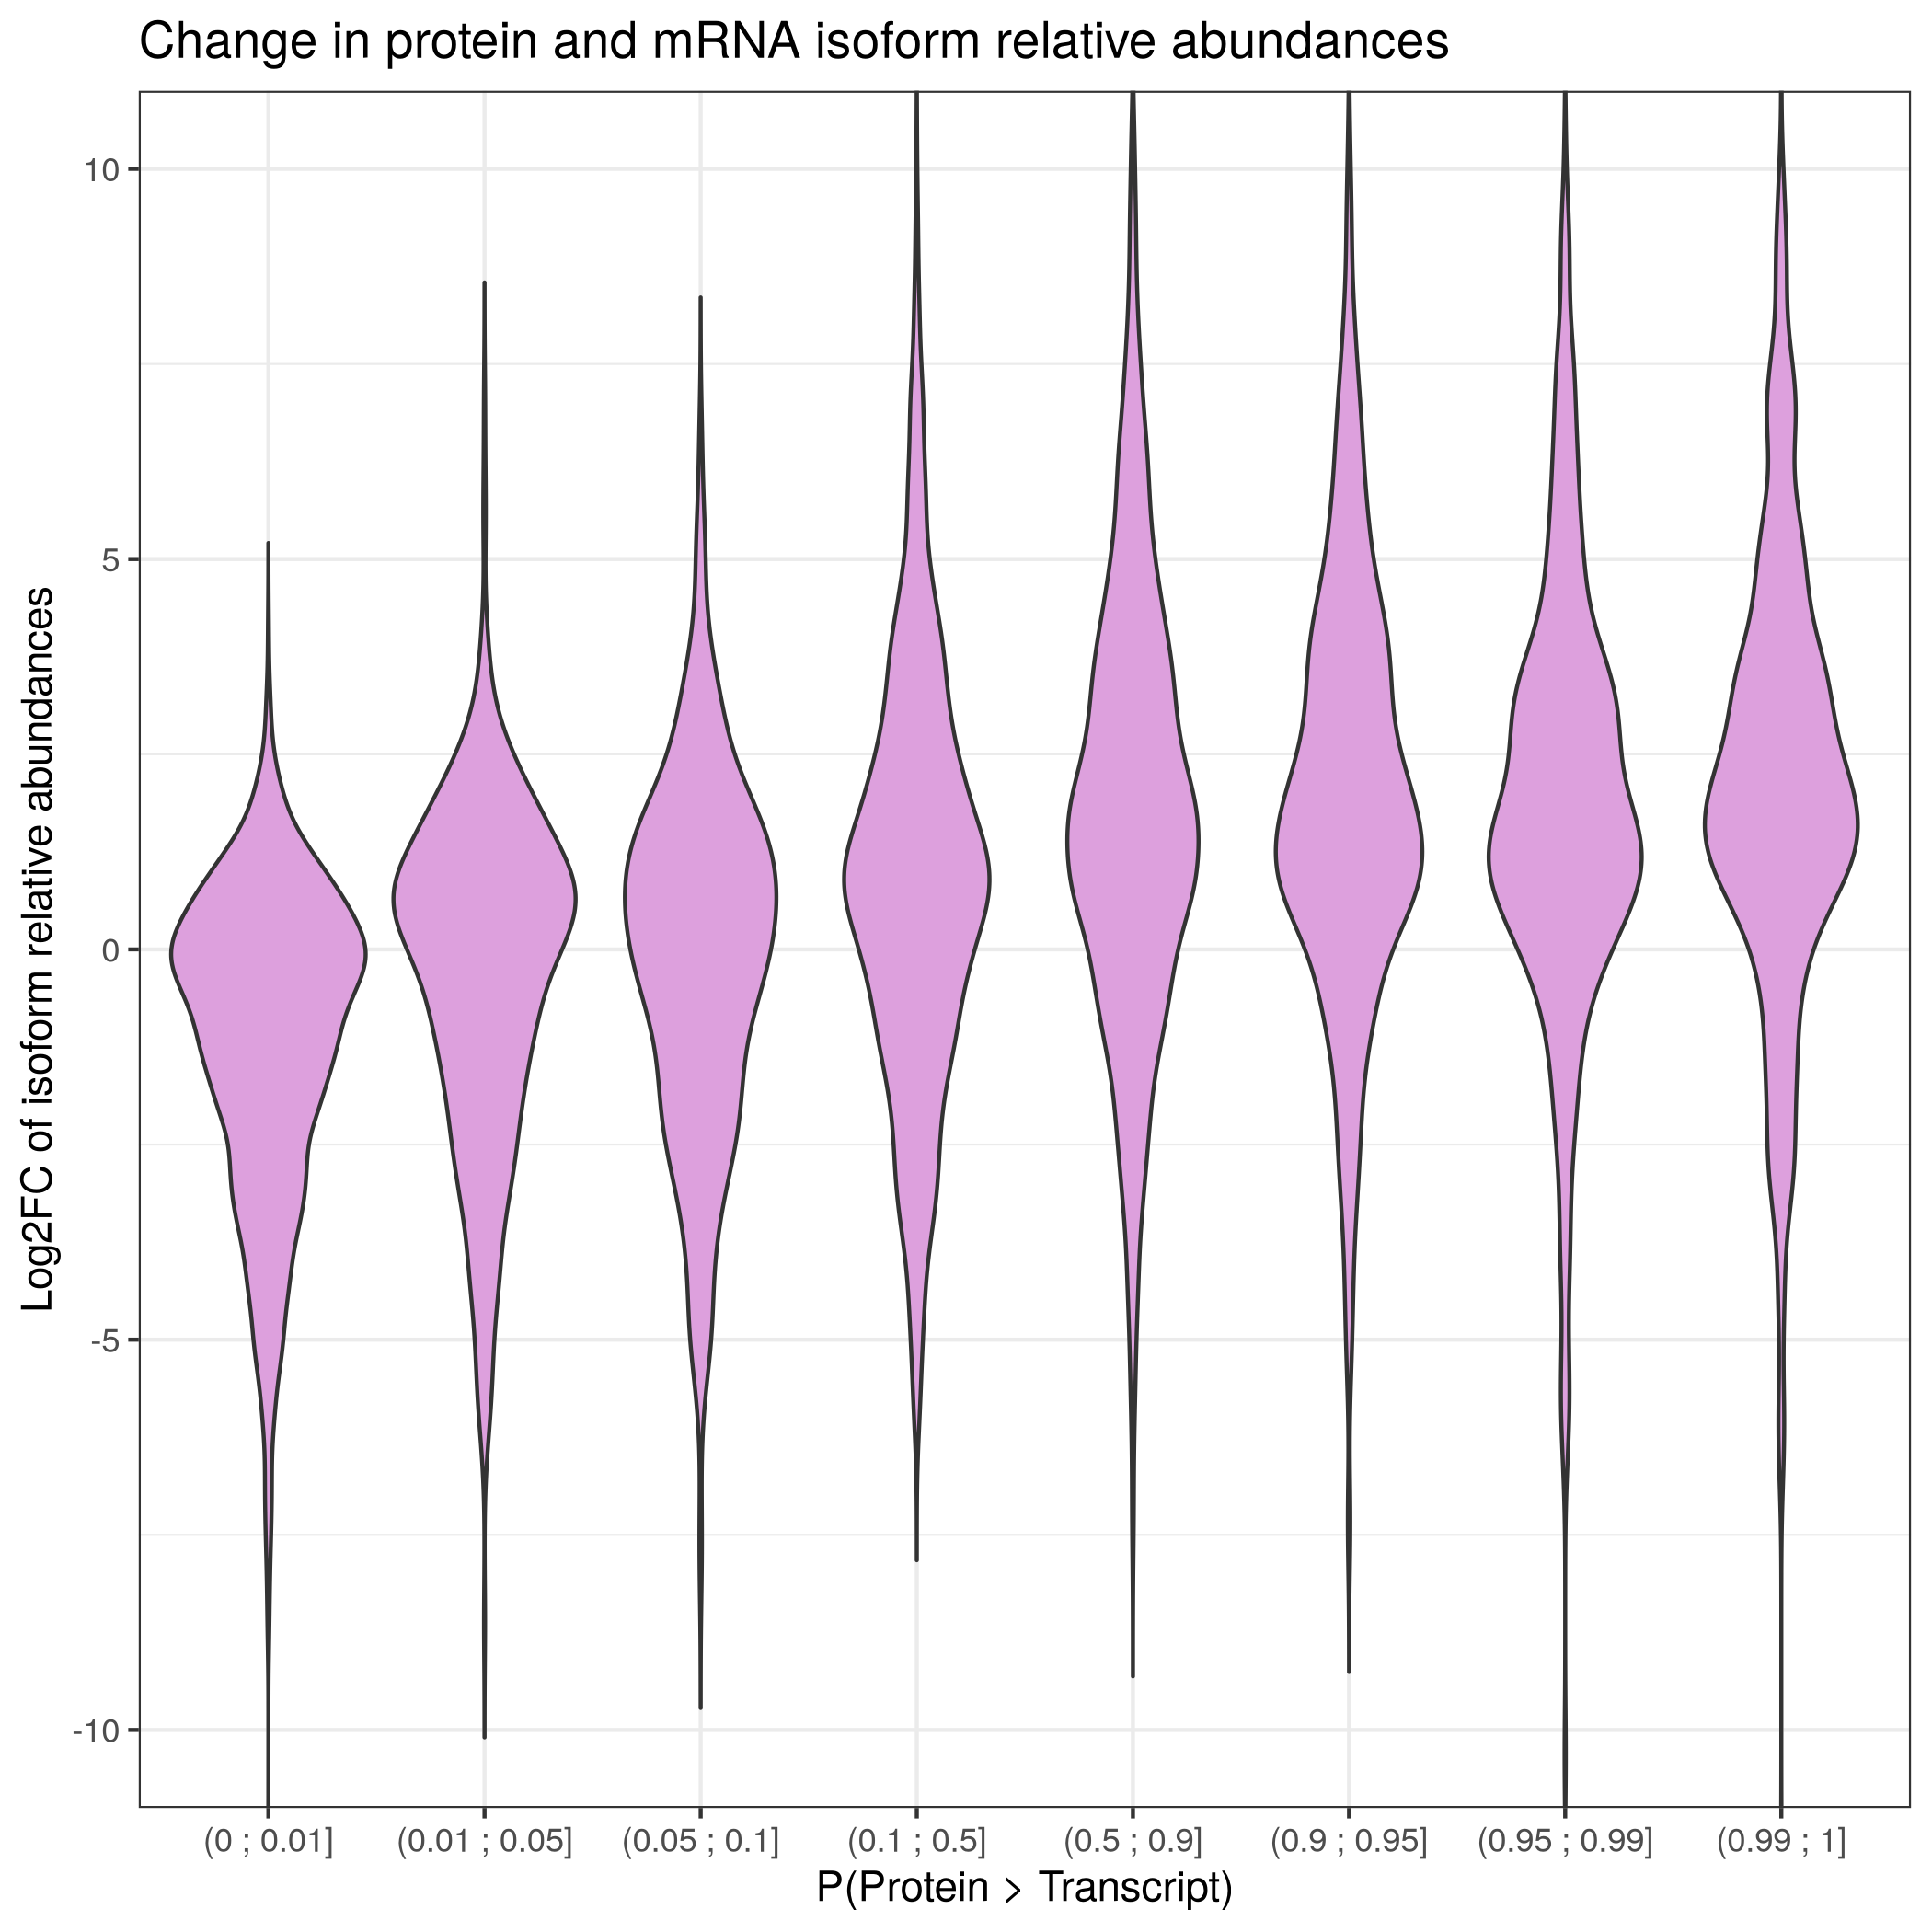 Change in protein and mRNA isoform relative abundances
Log2FC of isoform relative abundances
10
5
0
-5
-10
(0 ; 0.01]
(0.01 ; 0.05]
(0.05 ; 0.1]
(0.1 ; 0.5]
(0.5 ; 0.9]
(0.9 ; 0.95]
(0.95 ; 0.99]
(0.99 ; 1]
P(Protein > Transcript)